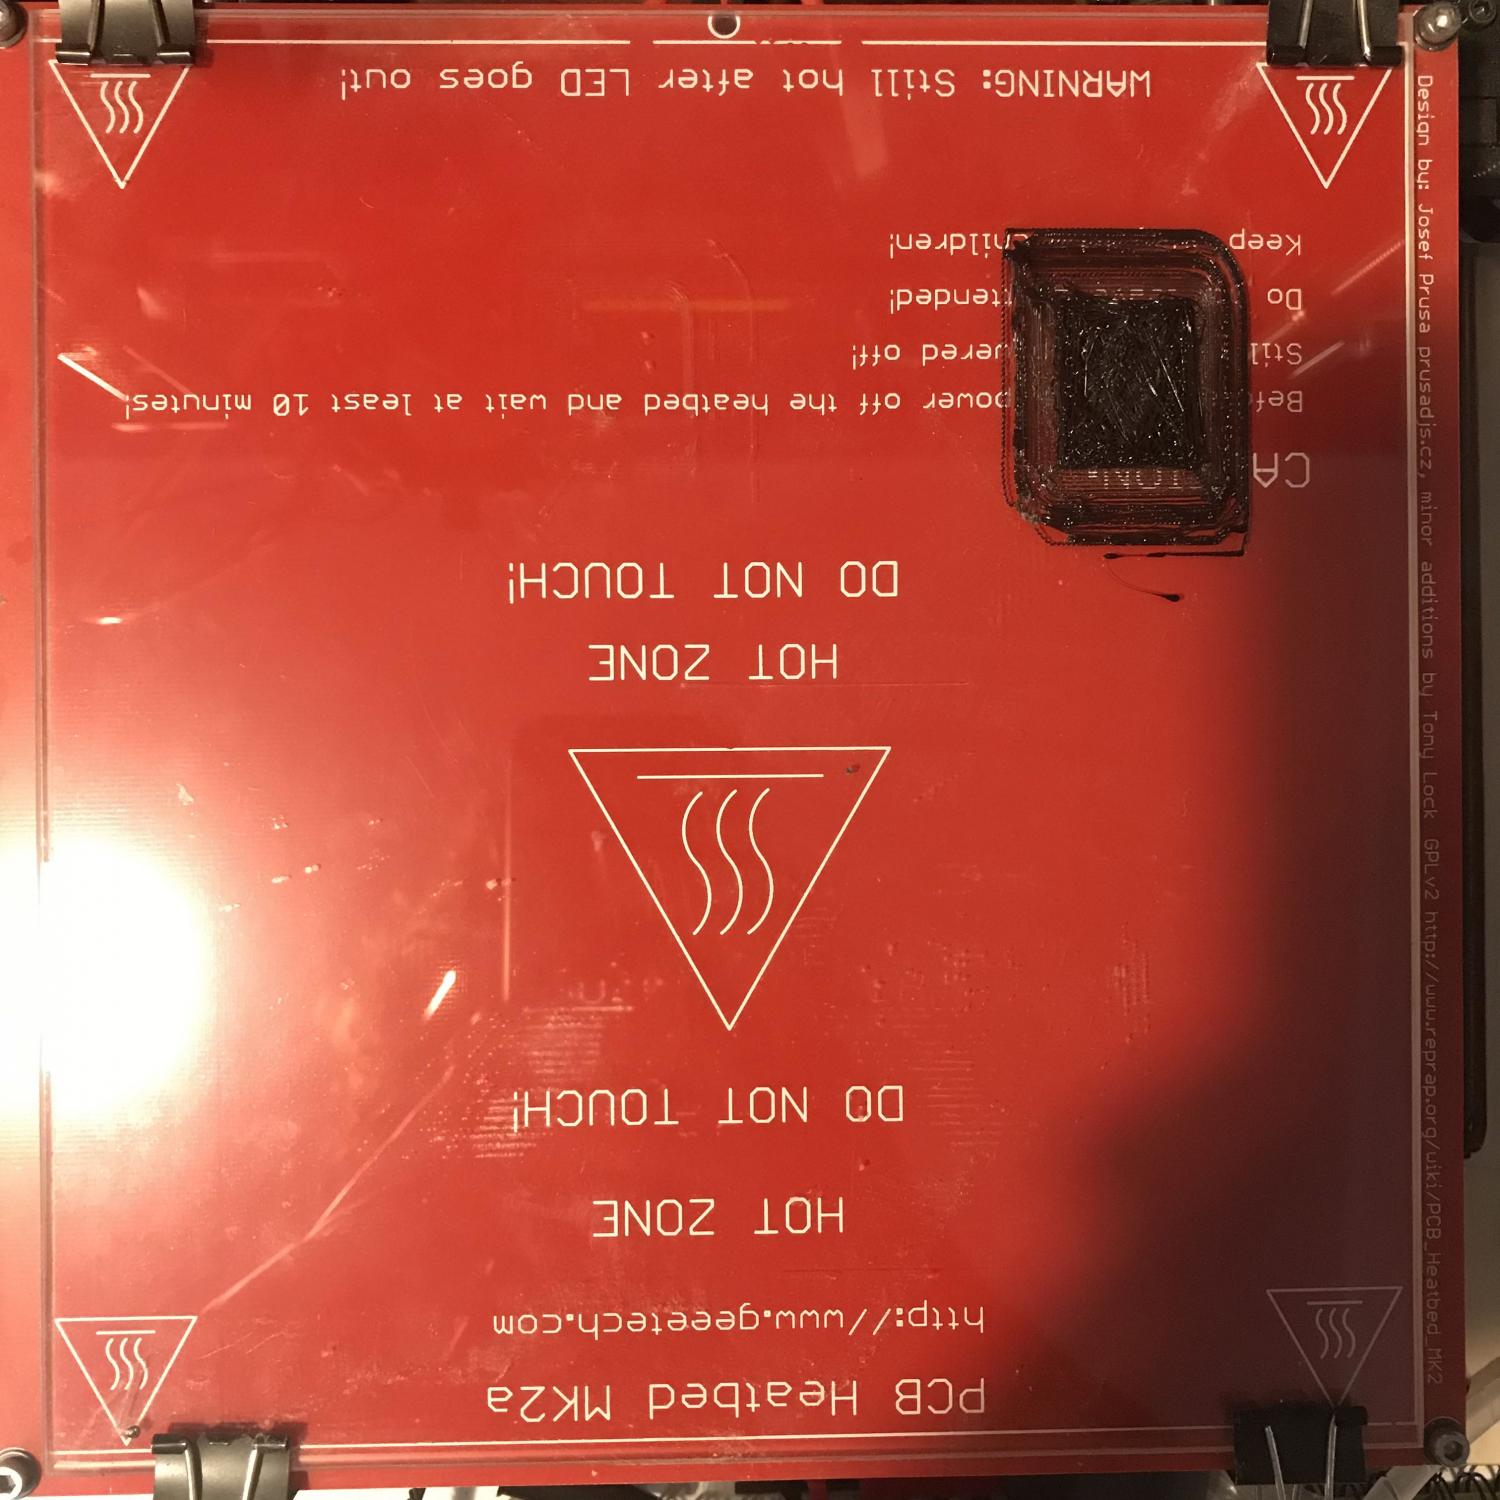 PCB Heatbed MK2a
http://www.geeetech.com
HOT ZONE
DO NOT TOUCH!
HOT ZONE
DO NOT TOUCH!
CA TION
Bef power off the heatbed and wait at least 10 minutes!
Stil ered off!
Do tended!
Keep children!
WARNING: Still hot after LED goes out!
Design by: Josef Prusa prusadjs.cz, minor additions by Tony Lock GPLv2 http://www.reprap.org/wiki/PCB_Heatbed_MK2